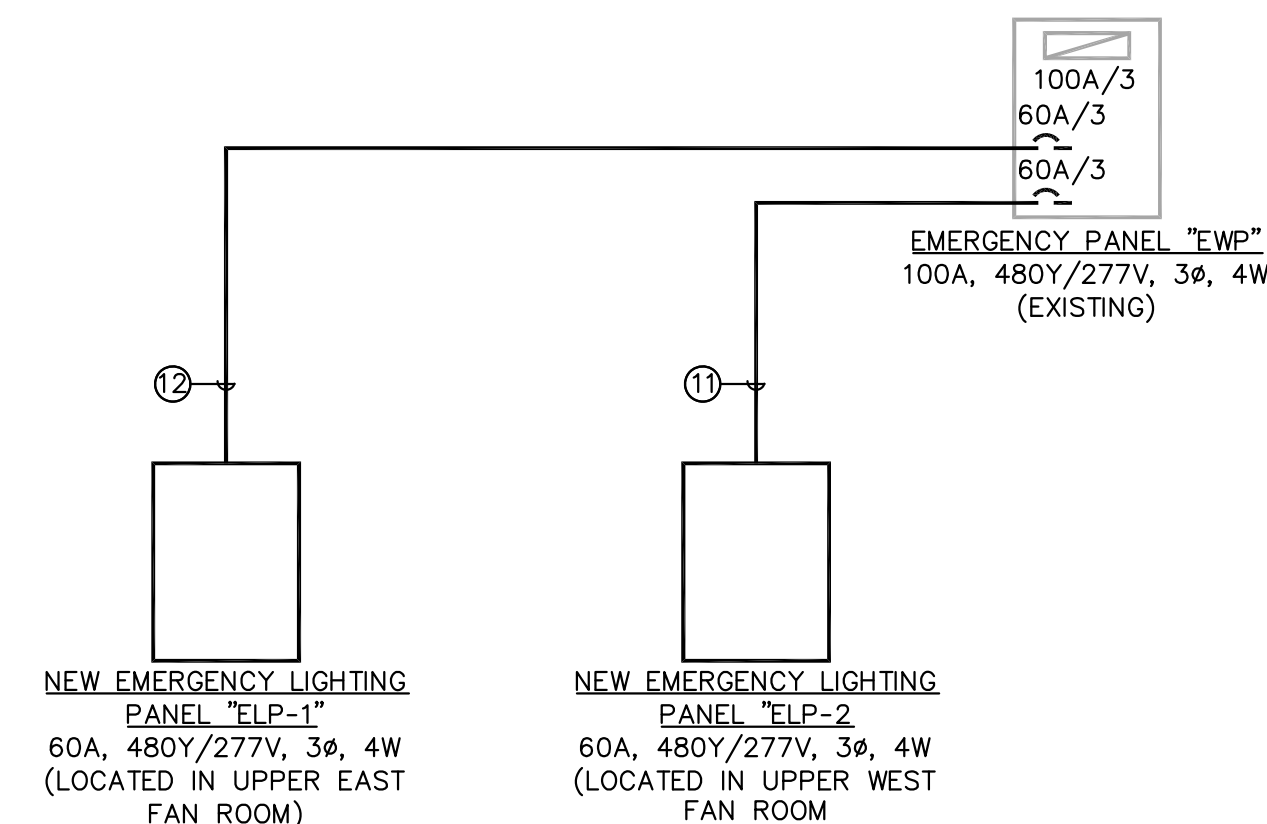 100A/3
60A/3
60A/3
EMERGENCY PANEL "EWP"
100A, 480Y/277V, 3ø, 4W
(EXISTING)
12
11
NEW EMERGENCY LIGHTING
PANEL "ELP-1"
60A, 480Y/277V, 3ø, 4W
(LOCATED IN UPPER EAST
FAN ROOM)
NEW EMERGENCY LIGHTING
PANEL "ELP-2
60A, 480Y/277V, 3ø, 4W
(LOCATED IN UPPER WEST
FAN ROOM